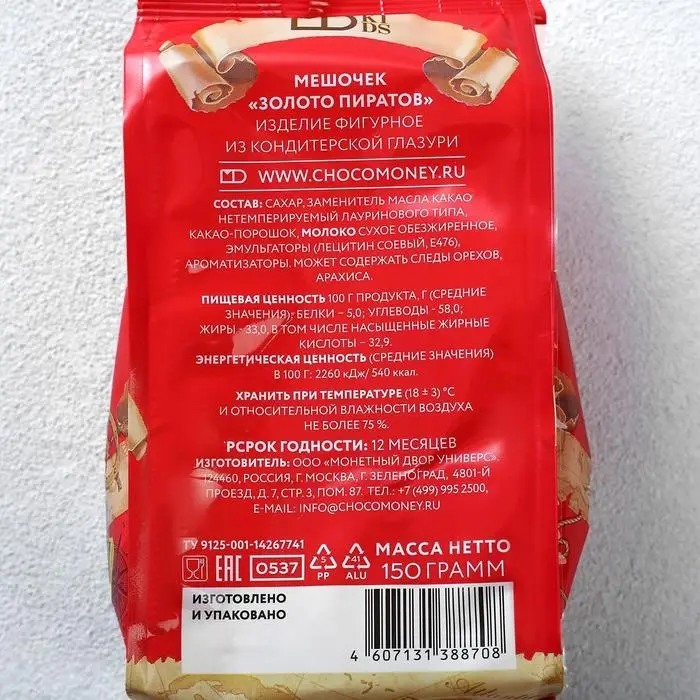 KIDS
МЕШОЧЕК
«ЗОЛОТО ПИРАТОВ»
ИЗДЕЛИЕ ФИГУРНОЕ
ИЗ КОНДИТЕРСКОЙ ГЛАЗУРИ
MD WWW.CHOCOMONEY.RU
СОСТАВ: САХАР, ЗАМЕНИТЕЛЬ МАСЛА КАКАО
НЕТЕМПЕРИРУЕМЫЙ ЛАУРИНОВОГО ТИПА,
КАКАО-ПОРОШОК, МОЛОКО СУХОЕ ОБЕЗЖИРЕННОЕ,
ЭМУЛЬГАТОРЫ (ЛЕЦИТИН СОЕВЫЙ, Е476),
АРОМАТИЗАТОРЫ. МОЖЕТ СОДЕРЖАТЬ СЛЕДЫ ОРЕХОВ,
АРАХИСА.
ПИЩЕВАЯ ЦЕННОСТЬ 100 Г ПРОДУКТА, Г (СРЕДНИЕ
ЗНАЧЕНИЯ): БЕЛКИ – 5,0; УГЛЕВОДЫ - 58,0;
ЖИРЫ - 33,0, В ТОМ ЧИСЛЕ НАСЫЩЕННЫЕ ЖИРНЫЕ
КИСЛОТЫ – 32,9.
ЭНЕРГЕТИЧЕСКАЯ ЦЕННОСТЬ (СРЕДНИЕ ЗНАЧЕНИЯ)
В 100 Г: 2260 кДж/ 540 ккал.
ХРАНИТЬ ПРИ ТЕМПЕРАТУРЕ (18 ± 3) °С
И ОТНОСИТЕЛЬНОЙ ВЛАЖНОСТИ ВОЗДУХА
НЕ БОЛЕЕ 75 %.
РСРОК ГОДНОСТИ: 12 МЕСЯЦЕВ
ИЗГОТОВИТЕЛЬ: ООО «МОНЕТНЫЙ ДВОР УНИВЕРС».
124460, РОССИЯ, Г. МОСКВА, Г. ЗЕЛЕНОГРАД, 4801-Й
ПРОЕЗД, Д. 7, СТР. 3, ПОМ. 87. ТЕЛ.: +7 (499) 995 2500,
E-MAIL: INFO@CHOCOMONEY.RU
ТУ 9125-001-14267741
ЕАС 0537 5 PP 41 ALU МАССА НЕТТО
150 ГРАММ
ИЗГОТОВЛЕНО
И УПАКОВАНО
4 607131 388708